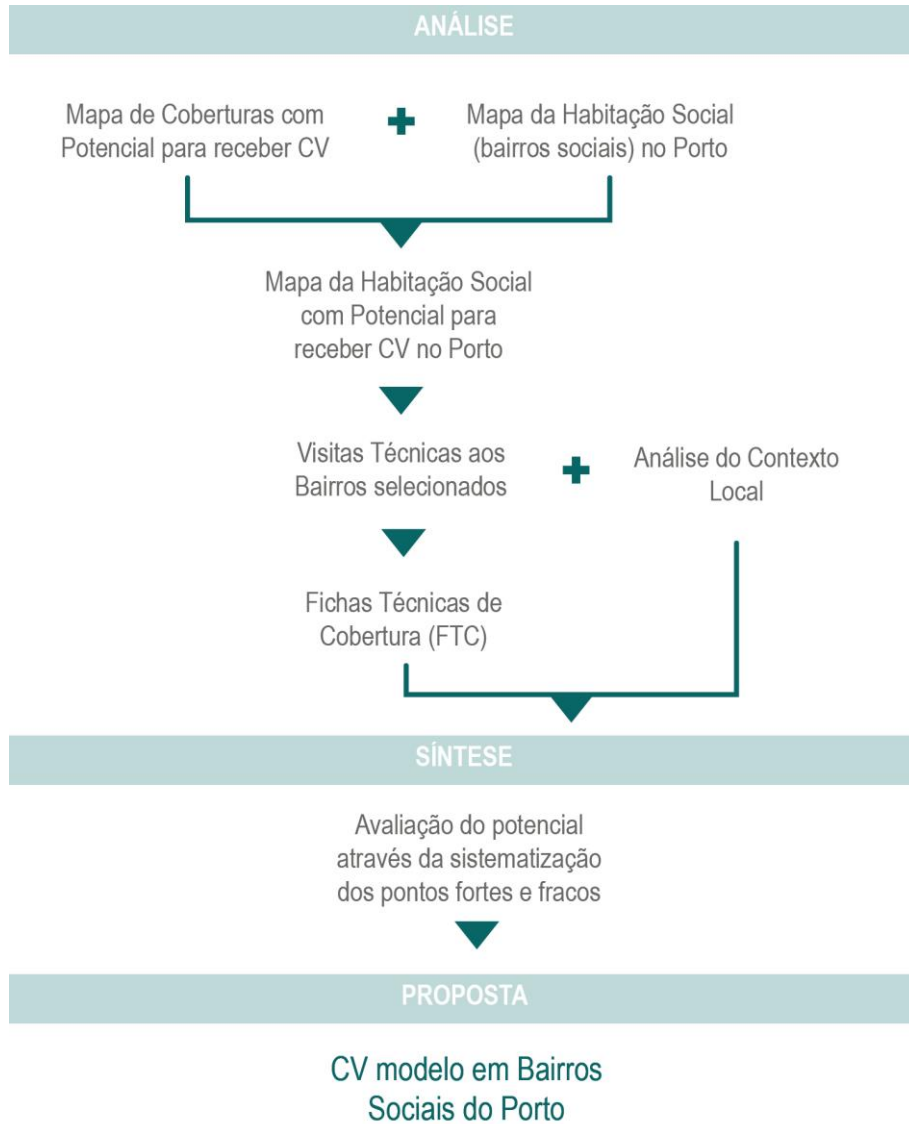 ANÁLISE
Mapa de Coberturas com
Potencial para receber CV
Mapa da Habitação Social
(bairros sociais) no Porto
Mapa da Habitação Social
com Potencial para
receber CV no Porto
Visitas Técnicas aos
Bairros selecionados
Análise do Contexto
Local
Fichas Técnicas de
Cobertura (FTC)
SÍNTESE
Avaliação do potencial
através da sistematização
dos pontos fortes e fracos
PROPOSTA
CV modelo em Bairros
Sociais do Porto